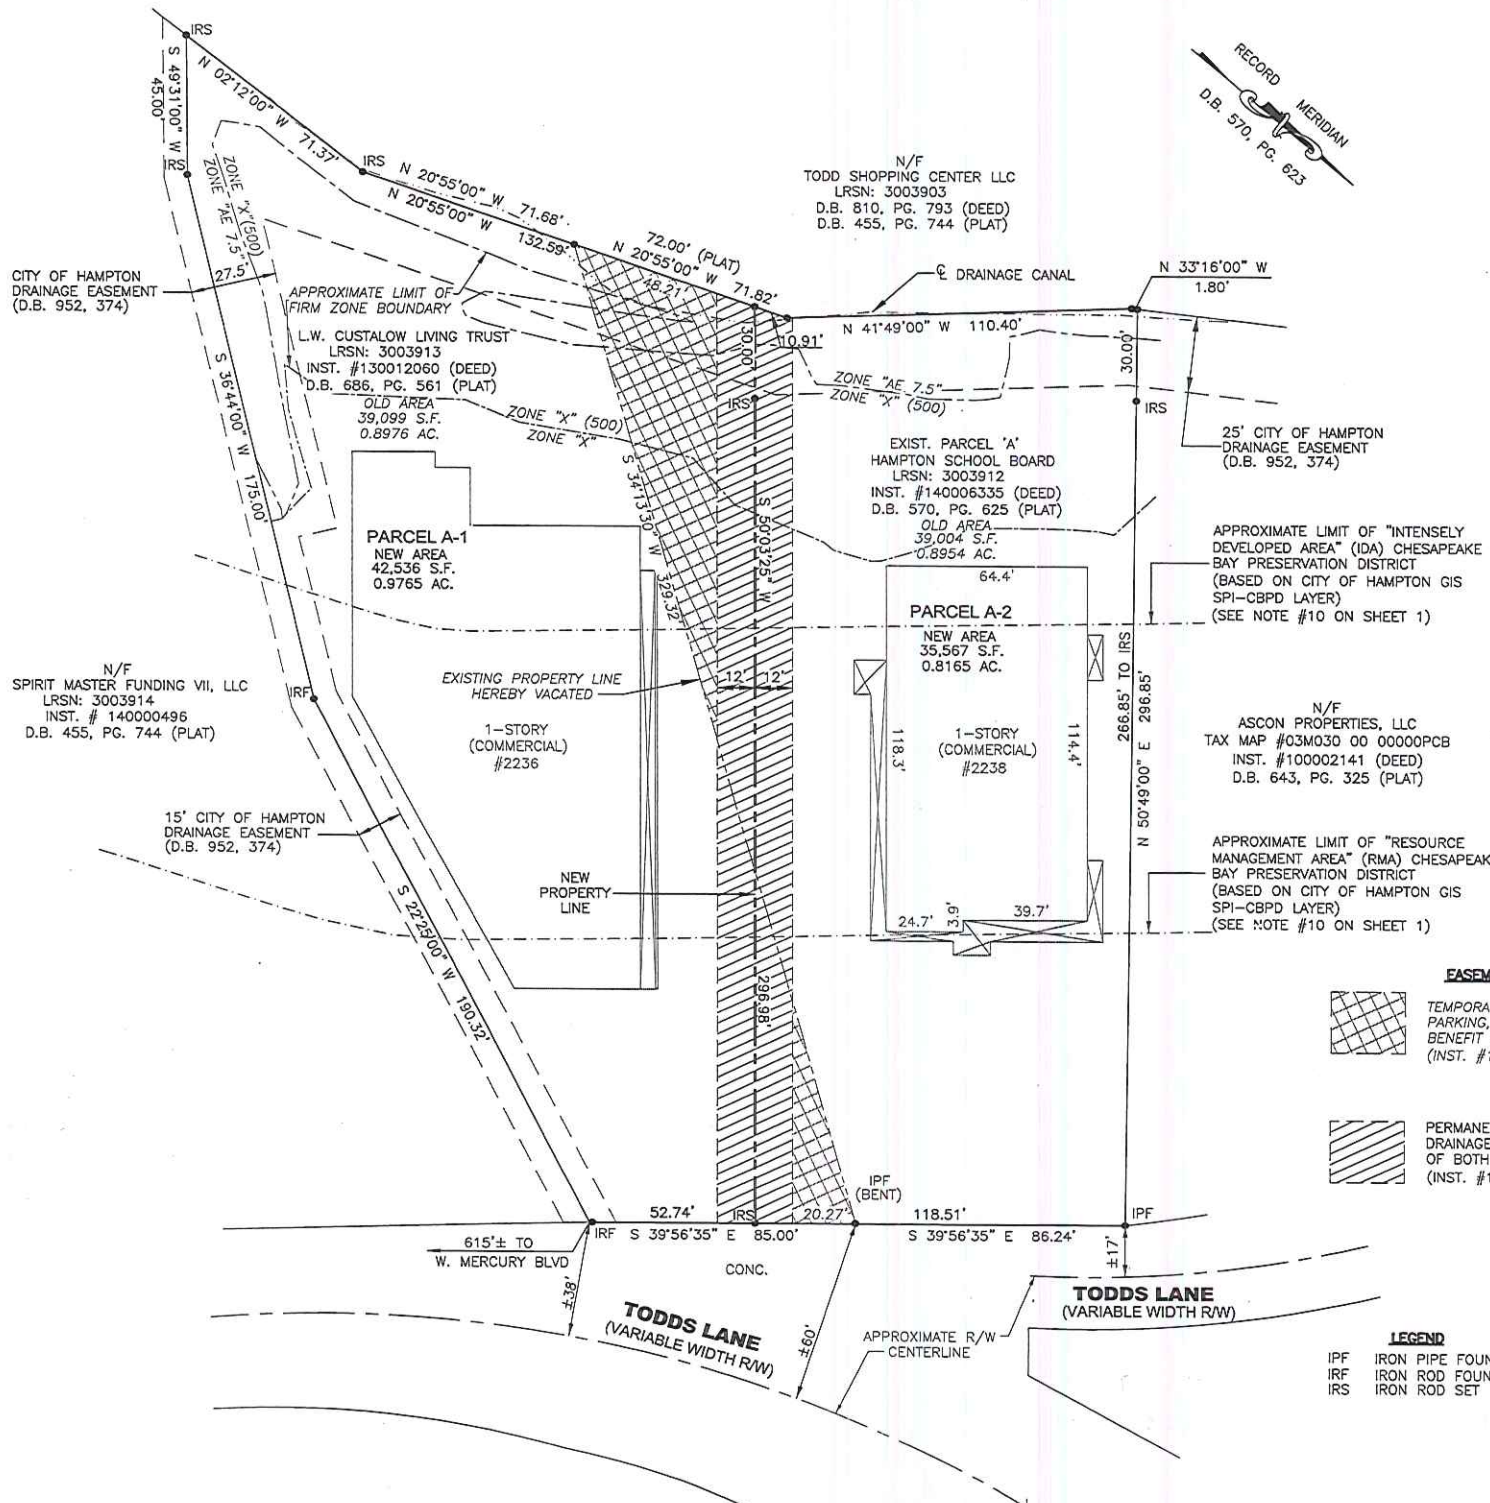 IRS
S 49°31'00" W
45.00'
N 02°12'00" W 71.37'
IRS
IRS
N 20°55'00" W 71.68'
N 20°55'00" W 132.59'
72.00' (PLAT)
N 20°55'00" W 71.82'
48.21'
RECORD MERIDIAN
D.B. 570, PG. 623
N/F
TODD SHOPPING CENTER LLC
LRSN: 3003903
D.B. 810, PG. 793 (DEED)
D.B. 455, PG. 744 (PLAT)
℄ DRAINAGE CANAL
N 33°16'00" W
1.80'
N 41°49'00" W 110.40'
10.91'
30.00'
30.00'
IRS
IRS
ZONE "X"(500)
ZONE "AE 7.5"
27.5'
CITY OF HAMPTON
DRAINAGE EASEMENT
(D.B. 952, 374)
APPROXIMATE LIMIT OF
FIRM ZONE BOUNDARY
L.W. CUSTALOW LIVING TRUST
LRSN: 3003913
INST. #130012060 (DEED)
D.B. 686, PG. 561 (PLAT)
OLD AREA
39,099 S.F.
0.8976 AC.
ZONE "X" (500)
ZONE "X"
ZONE "AE 7.5"
ZONE "X" (500)
25' CITY OF HAMPTON
DRAINAGE EASEMENT
(D.B. 952, 374)
EXIST. PARCEL 'A'
HAMPTON SCHOOL BOARD
LRSN: 3003912
INST. #140006335 (DEED)
D.B. 570, PG. 625 (PLAT)
OLD AREA
39,004 S.F.
0.8954 AC.
S 36°44'00" W 175.00'
S 34°13'30" W 329.32'
S 50°03'25" W
296.98'
PARCEL A-1
NEW AREA
42,536 S.F.
0.9765 AC.
64.4'
PARCEL A-2
NEW AREA
35,567 S.F.
0.8165 AC.
APPROXIMATE LIMIT OF "INTENSELY
DEVELOPED AREA" (IDA) CHESAPEAKE
BAY PRESERVATION DISTRICT
(BASED ON CITY OF HAMPTON GIS
SPI-CBPD LAYER)
(SEE NOTE #10 ON SHEET 1)
N/F
SPIRIT MASTER FUNDING VII, LLC
LRSN: 3003914
INST. # 140000496
D.B. 455, PG. 744 (PLAT)
IRF
EXISTING PROPERTY LINE
HEREBY VACATED
12' 12'
1-STORY
(COMMERCIAL)
#2236
118.3'
1-STORY
(COMMERCIAL)
#2238
114.4'
266.85' TO IRS
N 50°49'00" E 296.85'
N/F
ASCON PROPERTIES, LLC
TAX MAP #03M030 00 00000PCB
INST. #100002141 (DEED)
D.B. 643, PG. 325 (PLAT)
15' CITY OF HAMPTON
DRAINAGE EASEMENT
(D.B. 952, 374)
NEW
PROPERTY
LINE
24.7'
3.9'
39.7'
APPROXIMATE LIMIT OF "RESOURCE
MANAGEMENT AREA" (RMA) CHESAPEAK
BAY PRESERVATION DISTRICT
(BASED ON CITY OF HAMPTON GIS
SPI-CBPD LAYER)
(SEE NOTE #10 ON SHEET 1)
S 22°25'00" W 190.32'
EASEM
TEMPORA
PARKING,
BENEFIT
(INST. #1
PERMANE
DRAINAGE
OF BOTH
(INST. #1
IPF
(BENT)
52.74'
IRS
20.27'
118.51'
IPF
IRF
S 39°56'35" E 85.00'
S 39°56'35" E 86.24'
615'± TO
W. MERCURY BLVD
CONC.
±38'
±60'
±17'
TODDS LANE
(VARIABLE WIDTH R/W)
TODDS LANE
(VARIABLE WIDTH R/W)
APPROXIMATE R/W
CENTERLINE
LEGEND
IPF IRON PIPE FOUN
IRF IRON ROD FOUN
IRS IRON ROD SET